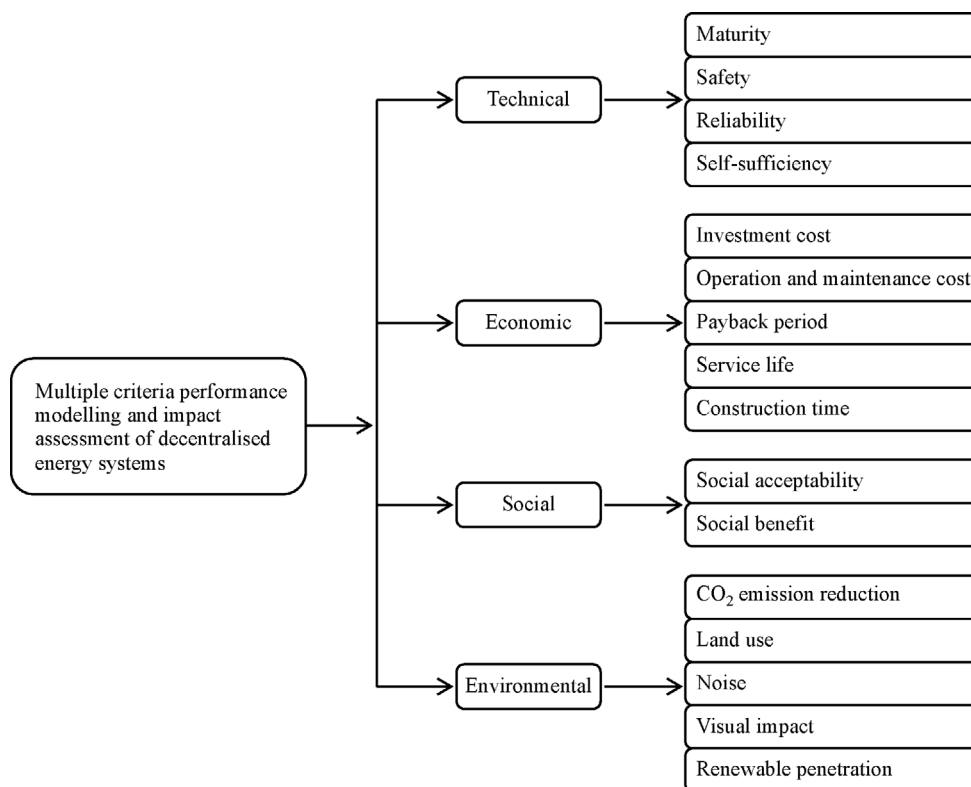 Multiple criteria performance
modelling and impact
assessment of decentralised
energy systems
Technical
Maturity
Safety
Reliability
Self-sufficiency
Economic
Investment cost
Operation and maintenance cost
Payback period
Service life
Construction time
Social
Social acceptability
Social benefit
Environmental
CO₂ emission reduction
Land use
Noise
Visual impact
Renewable penetration